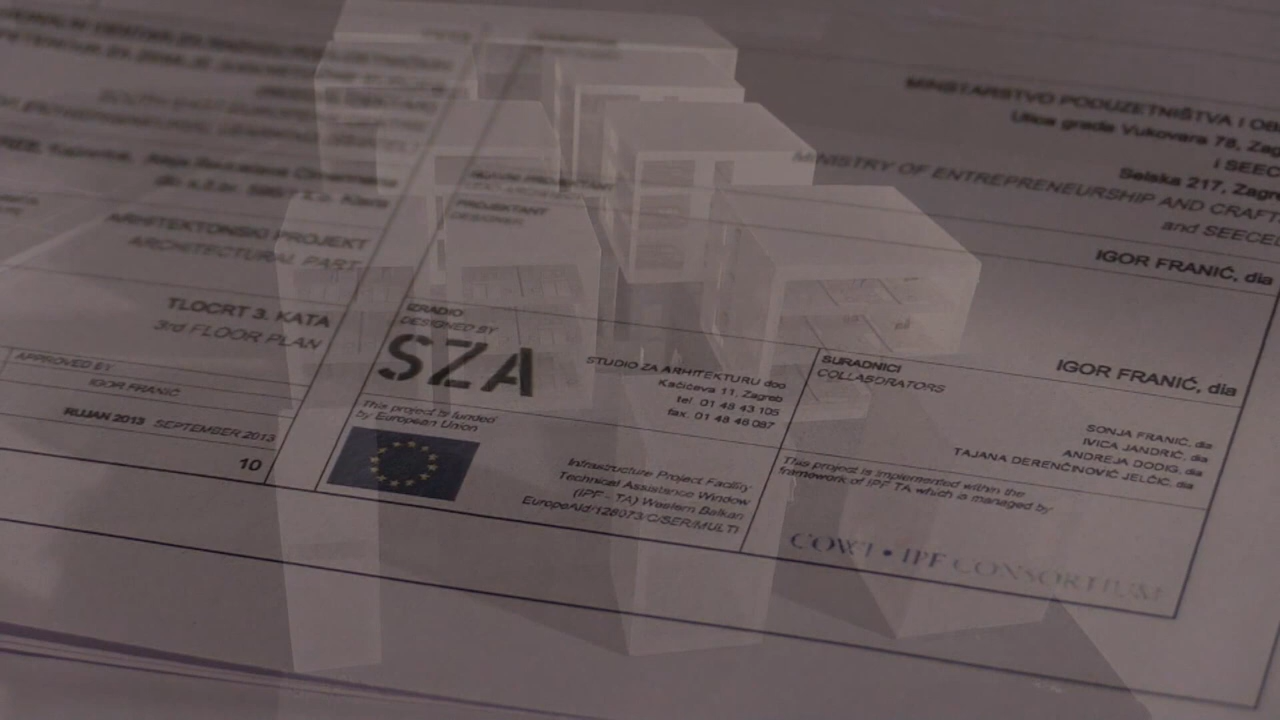 ARHITEKTONSKI PROJEKT
ARCHITECTURAL PART
TLOCRT 3. KATA
3rd FLOOR PLAN
APPROVED BY
IGOR FRANIĆ
RUJAN 2013 SEPTEMBER 2013
10
PROJEKTANT
DESIGNER
IZRADIO
DESIGNED BY
SZA
STUDIO ZA ARHITEKTURU doo
Kačićeva 11, Zagreb
tel. 01 48 43 105
fax. 01 48 46 087
This project is funded
by European Union
Infrastructure Project Facility
Technical Assistance Window
(IPF - TA) Western Balkan
EuropeAid/128073/C/SER/MULTI
MINISTARSTVO PODUZETNIŠTVA I OB
Ulica grada Vukovara 78, Zag
i SEEC
Selska 217, Zagre
MINISTRY OF ENTREPRENEURSHIP AND CRAFT
and SEECE
IGOR FRANIĆ, dia
IGOR FRANIĆ, dia
SURADNICI
COLLABORATORS
SONJA FRANIĆ, dia
IVICA JANDRIĆ, dia
ANDREJA DODIG, dia
TAJANA DERENČINOVIĆ JELČIĆ, dia
This project is implemented within the
framework of IPF TA which is managed by
COWI • IPF CONSORTIUM